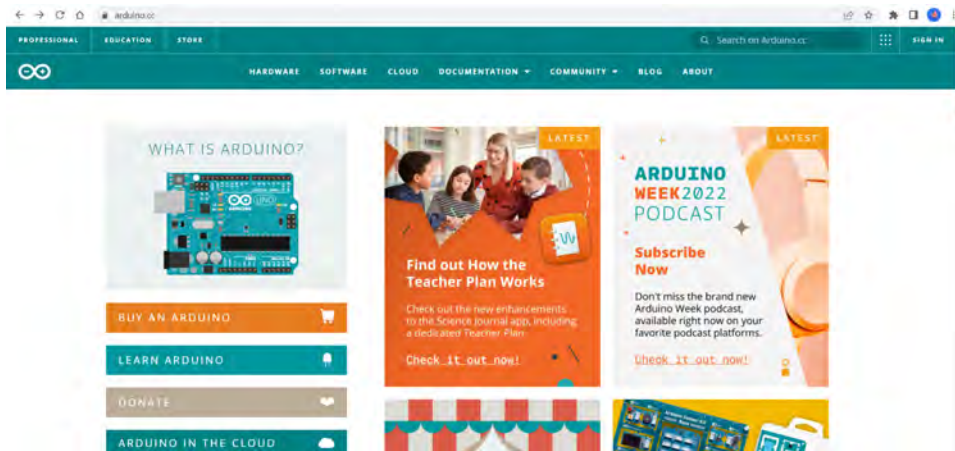 arduino.cc
PROFESSIONAL EDUCATION STORE
Search on Arduino.cc
SIGN IN
HARDWARE SOFTWARE CLOUD DOCUMENTATION COMMUNITY BLOG ABOUT
WHAT IS ARDUINO?
UNO
ARDUINO
BUY AN ARDUINO
LEARN ARDUINO
DONATE
ARDUINO IN THE CLOUD
LATEST
Find out How the
Teacher Plan Works
Check out the new enhancements
to the Science Journal app, including
a dedicated Teacher Plan
Check it out now!
LATEST
ARDUINO
WEEK2022
PODCAST
Subscribe
Now
Don't miss the brand new
Arduino Week podcast,
available right now on your
favorite podcast platforms.
Check it out now!